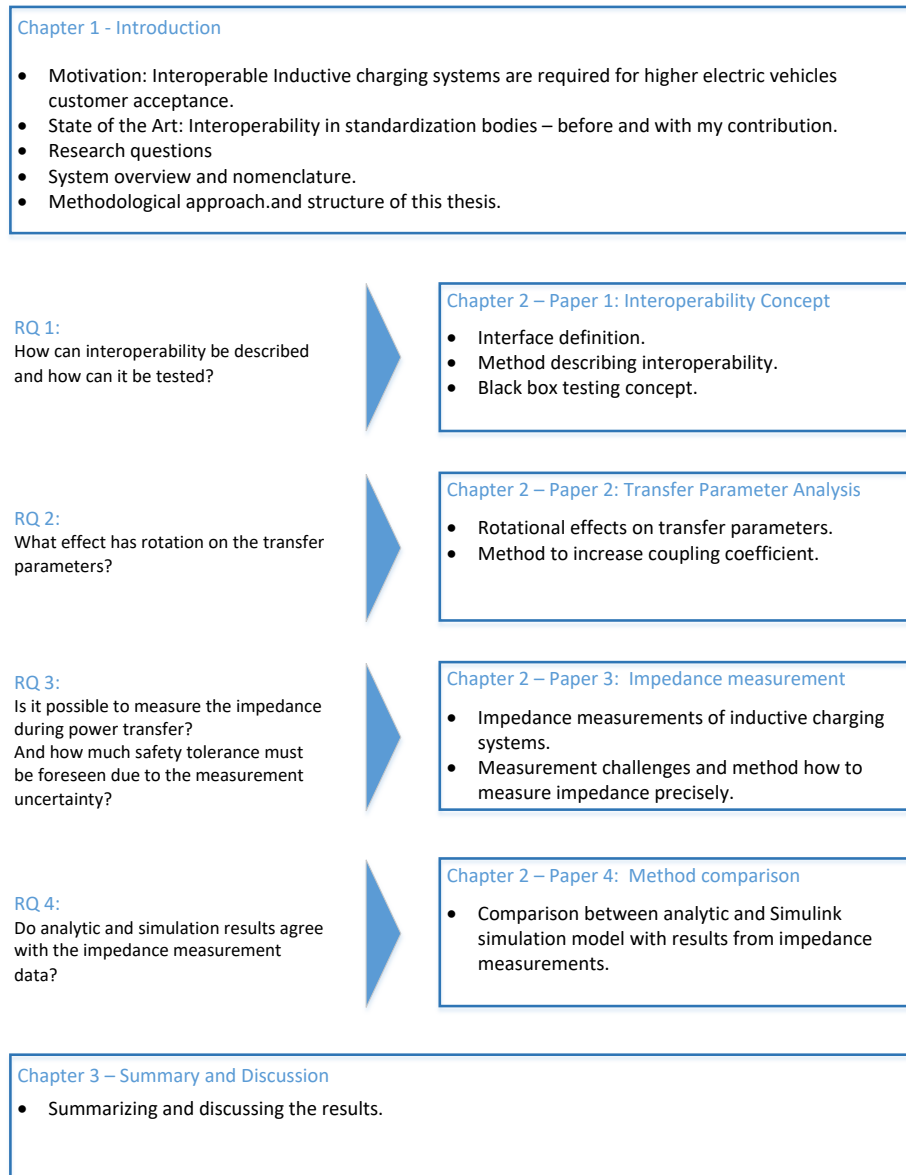 Chapter 1 - Introduction
• Motivation: Interoperable Inductive charging systems are required for higher electric vehicles
customer acceptance.
• State of the Art: Interoperability in standardization bodies – before and with my contribution.
• Research questions
• System overview and nomenclature.
• Methodological approach.and structure of this thesis.
RQ 1:
How can interoperability be described
and how can it be tested?
Chapter 2 – Paper 1: Interoperability Concept
• Interface definition.
• Method describing interoperability.
• Black box testing concept.
RQ 2:
What effect has rotation on the transfer
parameters?
Chapter 2 – Paper 2: Transfer Parameter Analysis
• Rotational effects on transfer parameters.
• Method to increase coupling coefficient.
RQ 3:
Is it possible to measure the impedance
during power transfer?
And how much safety tolerance must
be foreseen due to the measurement
uncertainty?
Chapter 2 – Paper 3: Impedance measurement
• Impedance measurements of inductive charging
systems.
• Measurement challenges and method how to
measure impedance precisely.
RQ 4:
Do analytic and simulation results agree
with the impedance measurement
data?
Chapter 2 – Paper 4: Method comparison
• Comparison between analytic and Simulink
simulation model with results from impedance
measurements.
Chapter 3 – Summary and Discussion
• Summarizing and discussing the results.